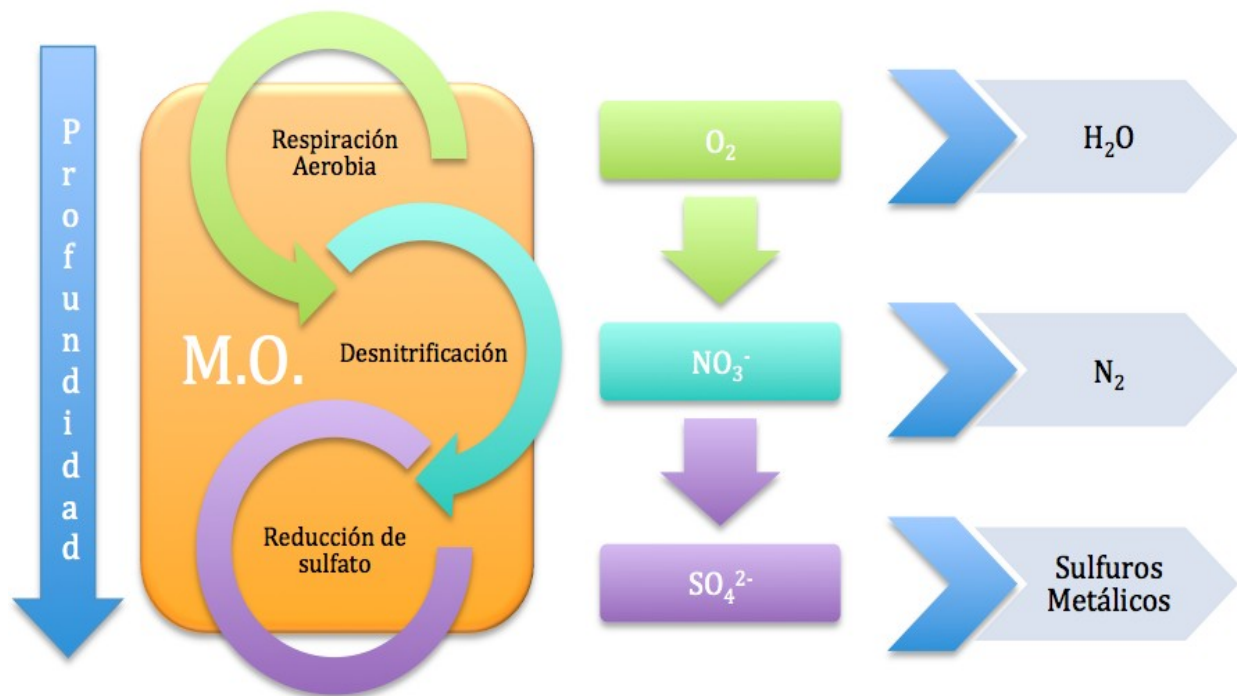 Profundidad
Respiración
Aerobia
M.O.
Desnitrificación
Reducción de
sulfato
O₂
NO₃⁻
SO₄²⁻
H₂O
N₂
Sulfuros
Metálicos